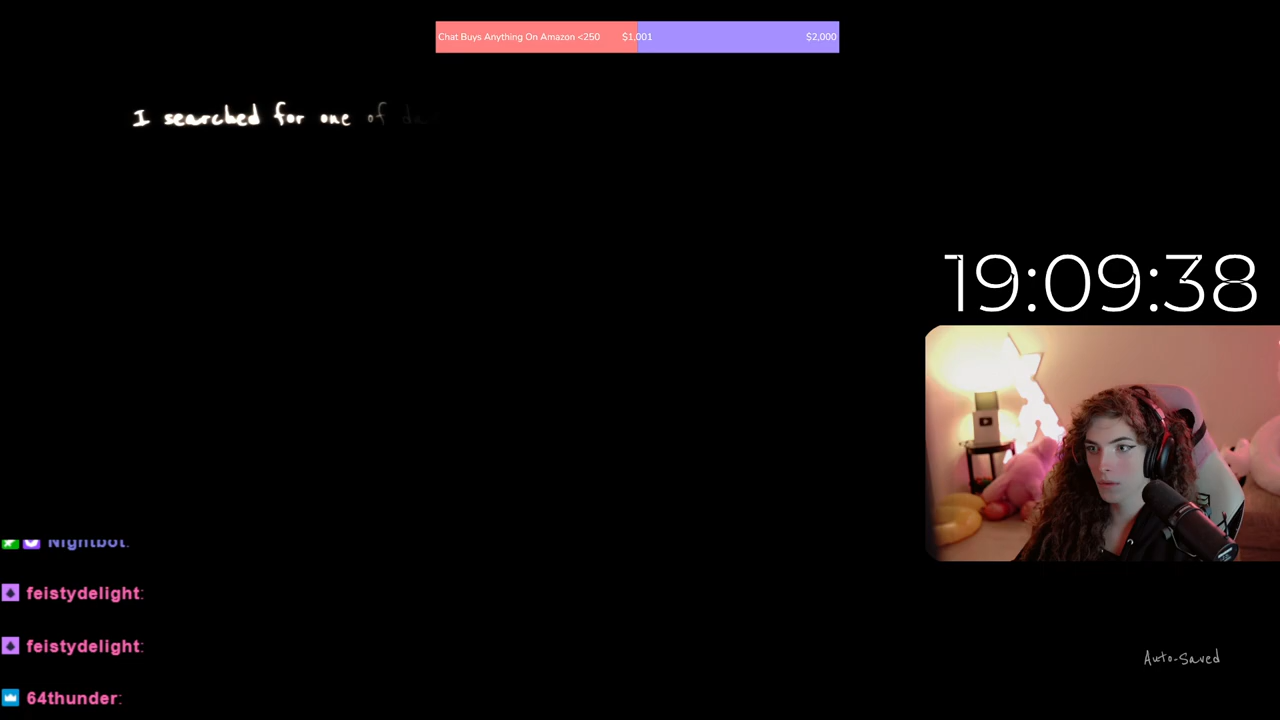 Chat Buys Anything On Amazon <250 $1,001 $2,000
I searched for one of
19:09:38
Nightbot:
feistydelight:
feistydelight:
64thunder:
Auto-Saved